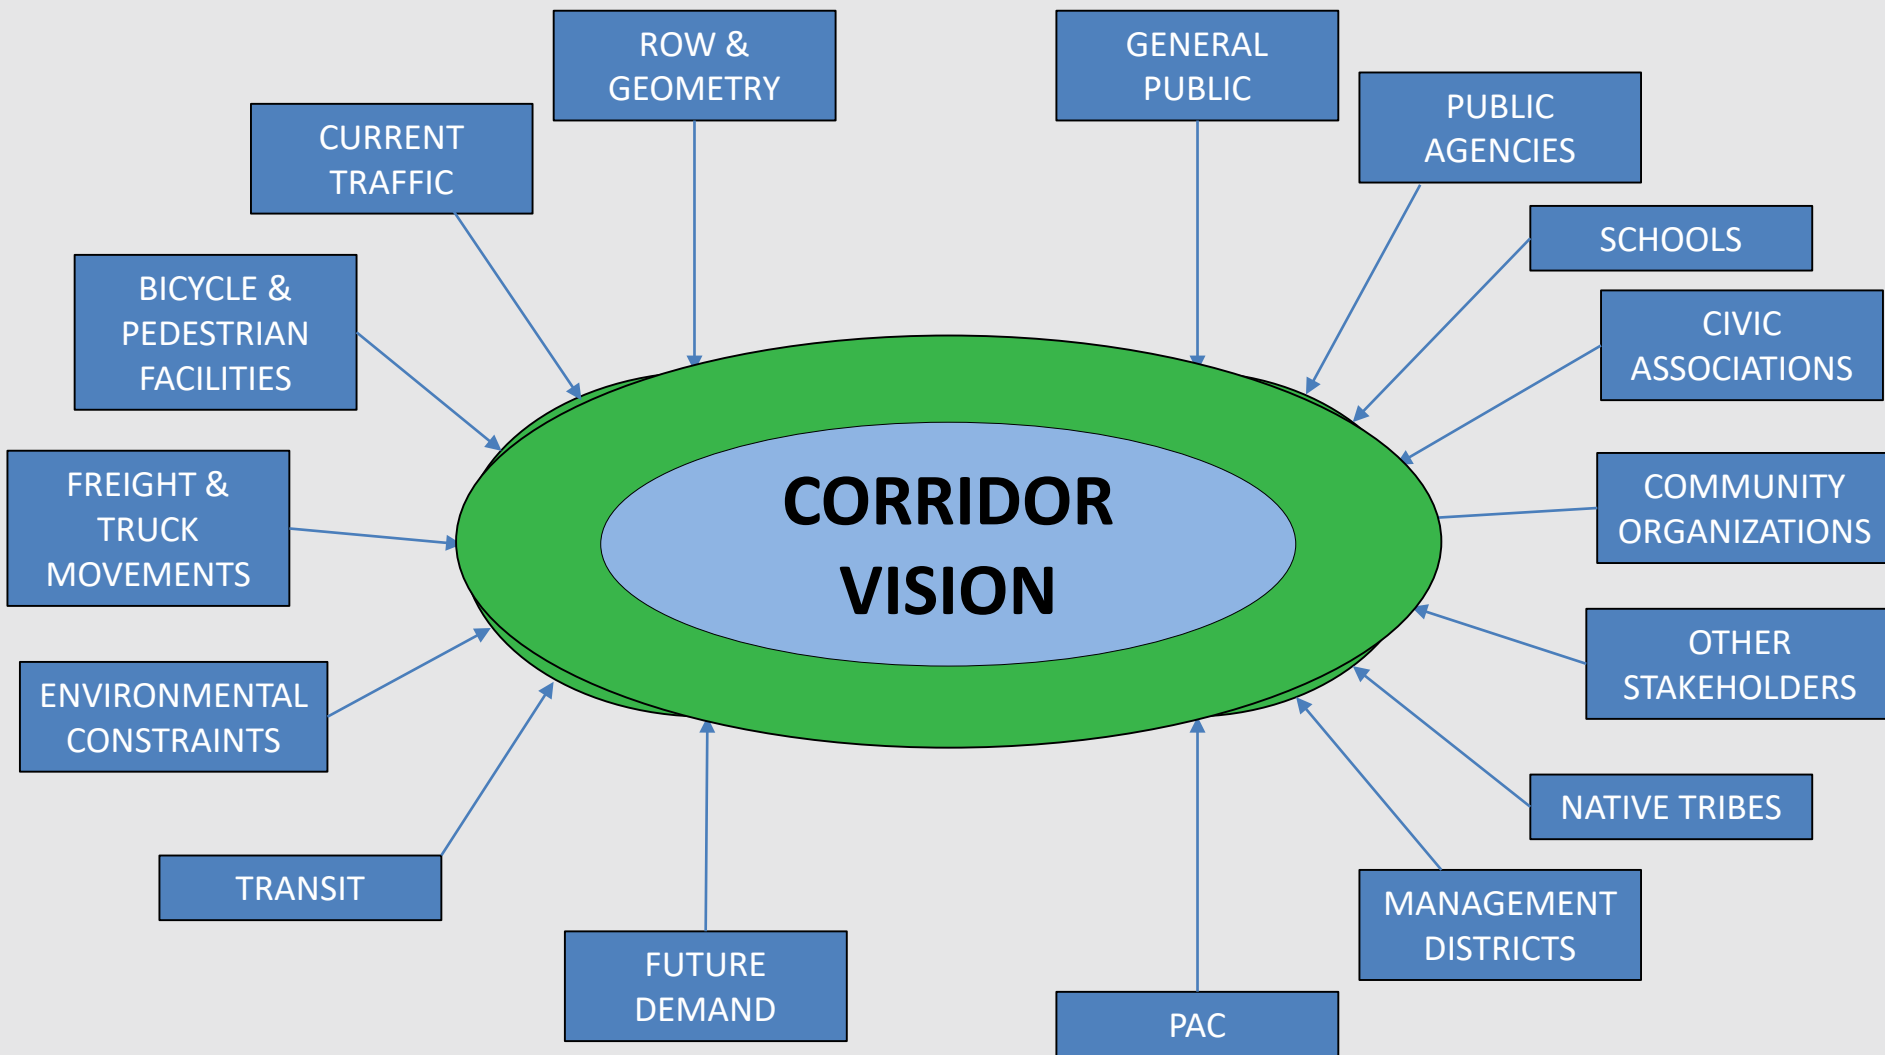 ROW &
GEOMETRY
GENERAL
PUBLIC
CURRENT
TRAFFIC
PUBLIC
AGENCIES
SCHOOLS
BICYCLE &
PEDESTRIAN
FACILITIES
CIVIC
ASSOCIATIONS
FREIGHT &
TRUCK
MOVEMENTS
CORRIDOR
VISION
COMMUNITY
ORGANIZATIONS
ENVIRONMENTAL
CONSTRAINTS
OTHER
STAKEHOLDERS
NATIVE TRIBES
TRANSIT
MANAGEMENT
DISTRICTS
FUTURE
DEMAND
PAC